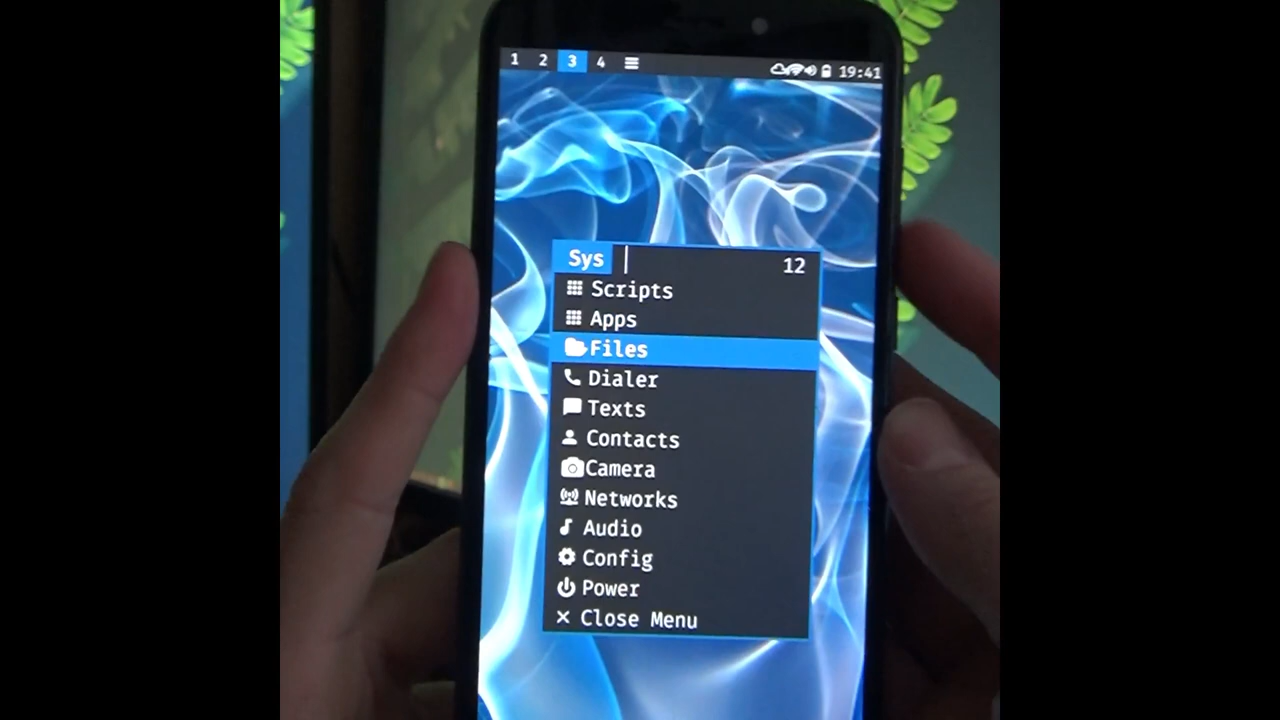 1 2 3 4 19:41
Sys 12
Scripts
Apps
Files
Dialer
Texts
Contacts
Camera
Networks
Audio
Config
Power
Close Menu